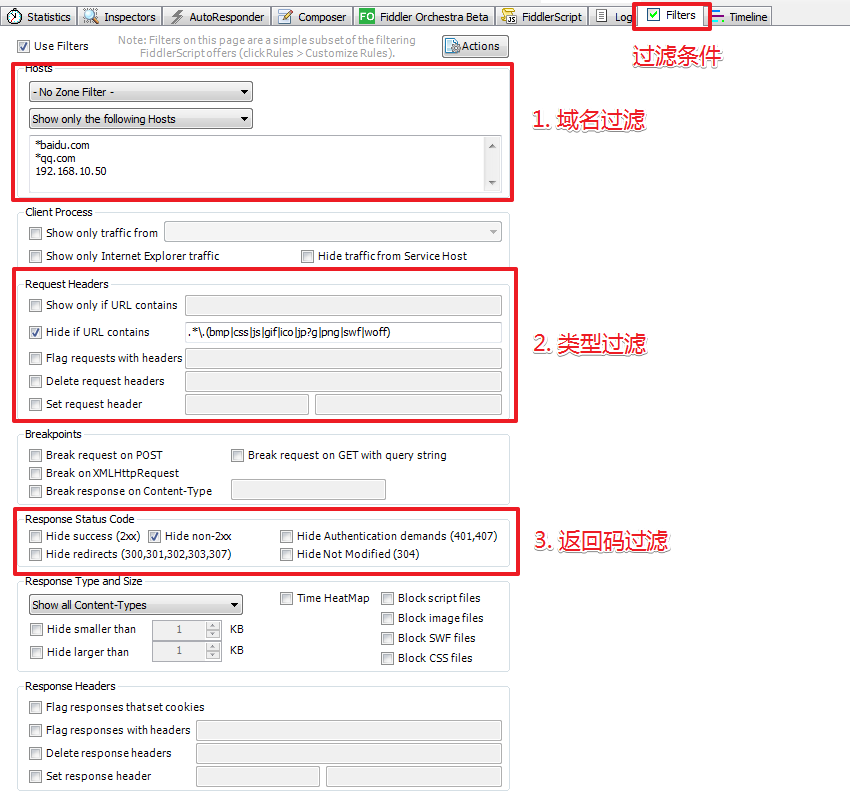 Statistics Inspectors AutoResponder Composer FO Fiddler Orchestra Beta JS FiddlerScript Log Filters Timeline
Use Filters
Note: Filters on this page are a simple subset of the filtering
FiddlerScript offers (click Rules > Customize Rules).
Actions
过滤条件
Hosts
- No Zone Filter -
Show only the following Hosts
*baidu.com
*qq.com
192.168.10.50
1. 域名过滤
Client Process
Show only traffic from
Show only Internet Explorer traffic Hide traffic from Service Host
Request Headers
Show only if URL contains
Hide if URL contains .*\.(bmp|css|js|gif|ico|jp?g|png|swf|woff)
Flag requests with headers
Delete request headers
Set request header
2. 类型过滤
Breakpoints
Break request on POST Break request on GET with query string
Break on XMLHttpRequest
Break response on Content-Type
Response Status Code
Hide success (2xx) Hide non-2xx Hide Authentication demands (401,407)
Hide redirects (300,301,302,303,307) Hide Not Modified (304)
3. 返回码过滤
Response Type and Size
Show all Content-Types Time HeatMap Block script files
Block image files
Hide smaller than 1 KB
Block SWF files
Hide larger than 1 KB
Block CSS files
Response Headers
Flag responses that set cookies
Flag responses with headers
Delete response headers
Set response header